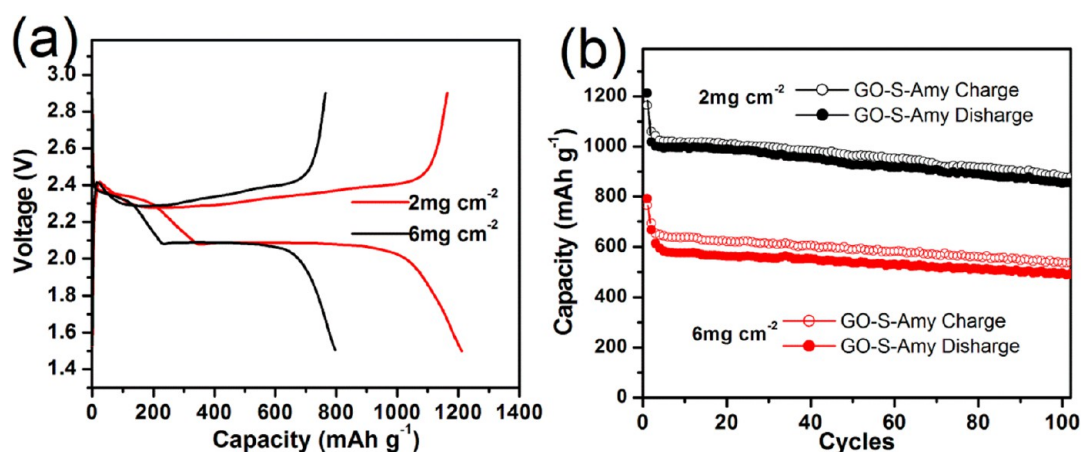 (a)
Voltage (V)
3.0
2.8
2.6
2.4
2.2
2.0
1.8
1.6
1.4
2mg cm⁻²
6mg cm⁻²
0 200 400 600 800 1000 1200 1400
Capacity (mAh g⁻¹)
(b)
Capacity (mAh g⁻¹)
1200
1000
800
600
400
200
0
2mg cm⁻²
GO-S-Amy Charge
GO-S-Amy Disharge
6mg cm⁻²
GO-S-Amy Charge
GO-S-Amy Disharge
0 20 40 60 80 100
Cycles